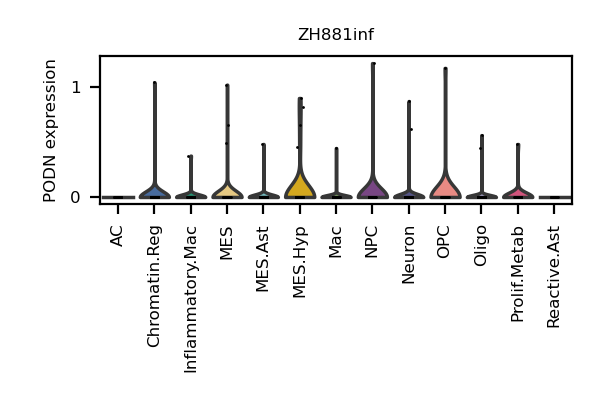 ZH881inf
PODN expression
1
0
AC
Chromatin.Reg
Inflammatory.Mac
MES
MES.Ast
MES.Hyp
Mac
NPC
Neuron
OPC
Oligo
Prolif.Metab
Reactive.Ast